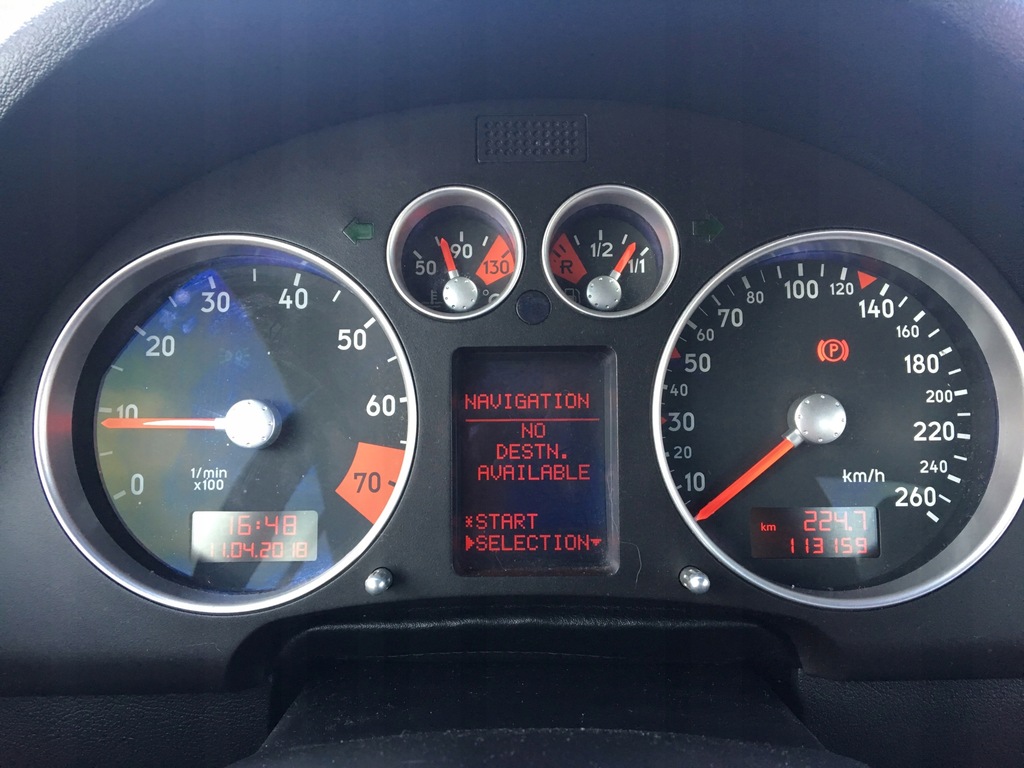 0
10
20
30
40
50
60
70
1/min
x100
16:48
11.04.2018
50
90
130
°C
R
1/2
1/1
NAVIGATION
NO
DESTN.
AVAILABLE
*START
SELECTION
10
20
30
40
50
60
70
80
100
120
140
160
180
200
220
240
260
P
km/h
km 224.7
113159